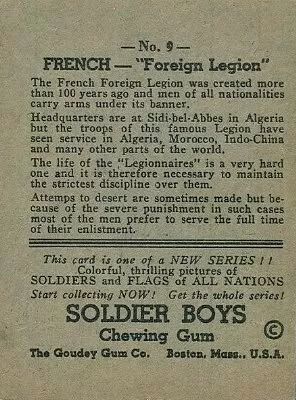 — No. 9 —
FRENCH — "Foreign Legion"
The French Foreign Legion was created more
than 100 years ago and men of all nationalities
carry arms under its banner.
Headquarters are at Sidi-bel-Abbes in Algeria
but the troops of this famous Legion have
seen service in Algeria, Morocco, Indo-China
and many other parts of the world.
The life of the "Legionnaires" is a very hard
one and it is therefore necessary to maintain
the strictest discipline over them.
Attemps to desert are sometimes made but be-
cause of the severe punishment in such cases
most of the men prefer to serve the full time
of their enlistment.
This card is one of a NEW SERIES ! !
Colorful, thrilling pictures of
SOLDIERS and FLAGS of ALL NATIONS
Start collecting NOW! Get the whole series!
SOLDIER BOYS
Chewing Gum ©
The Goudey Gum Co. Boston, Mass., U.S.A.